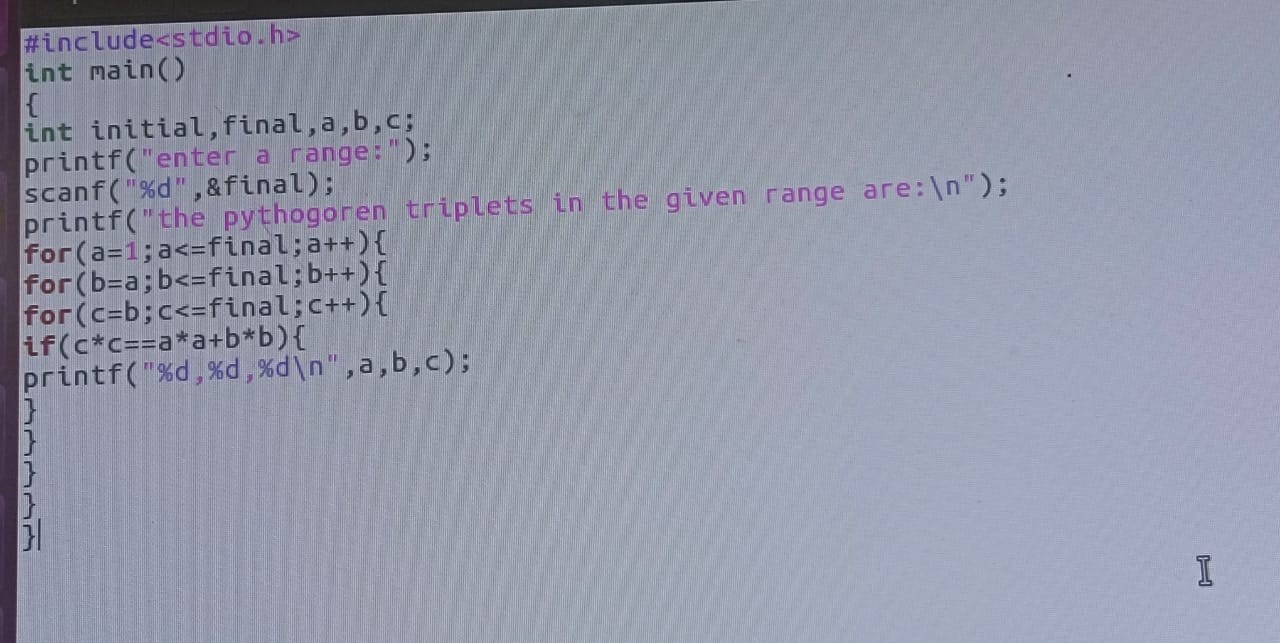 #include<stdio.h>
int main()
{
int initial,final,a,b,c;
printf("enter a range:");
scanf("%d",&final);
printf("the pythogoren triplets in the given range are:\n");
for(a=1;a<=final;a++){
for(b=a;b<=final;b++){
for(c=b;c<=final;c++){
if(c*c==a*a+b*b){
printf("%d,%d,%d\n",a,b,c);
}
}
}
}
}